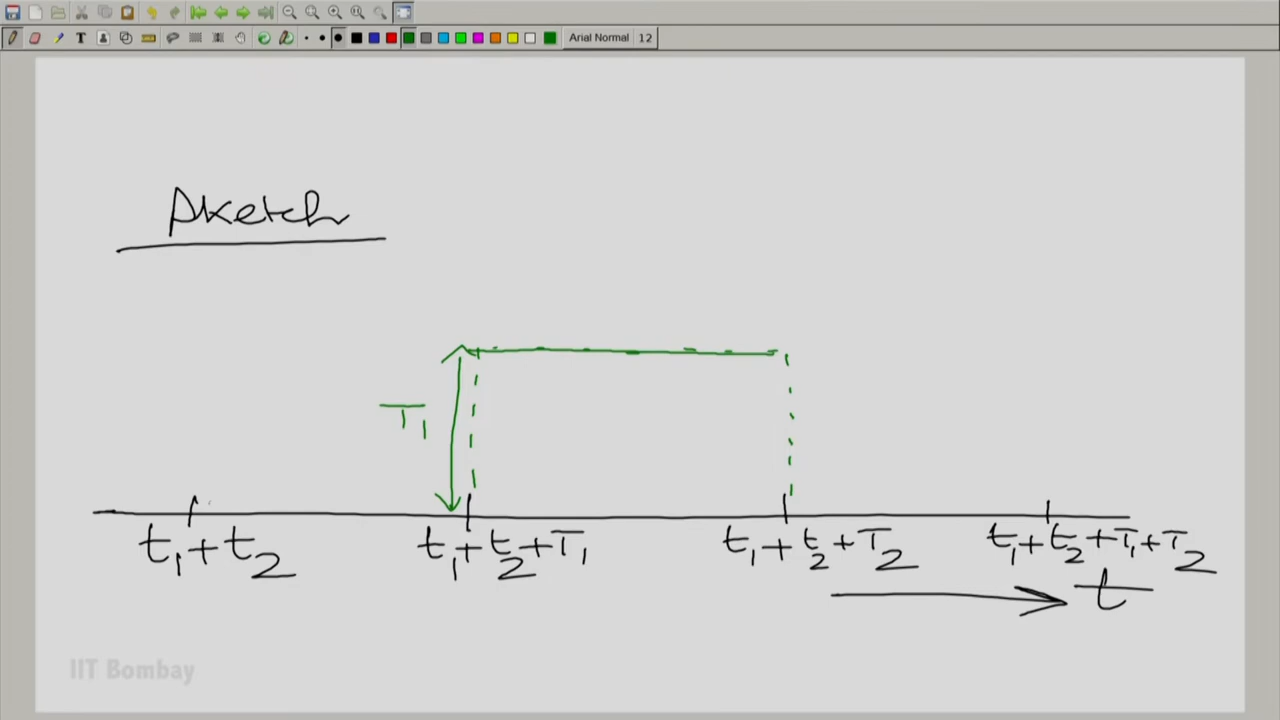 Arial Normal 12
Sketch
T₁
t₁+t₂ t₁+t₂+T₁ t₁+t₂+T₂ t₁+t₂+T₁+T₂
t
IIT Bombay